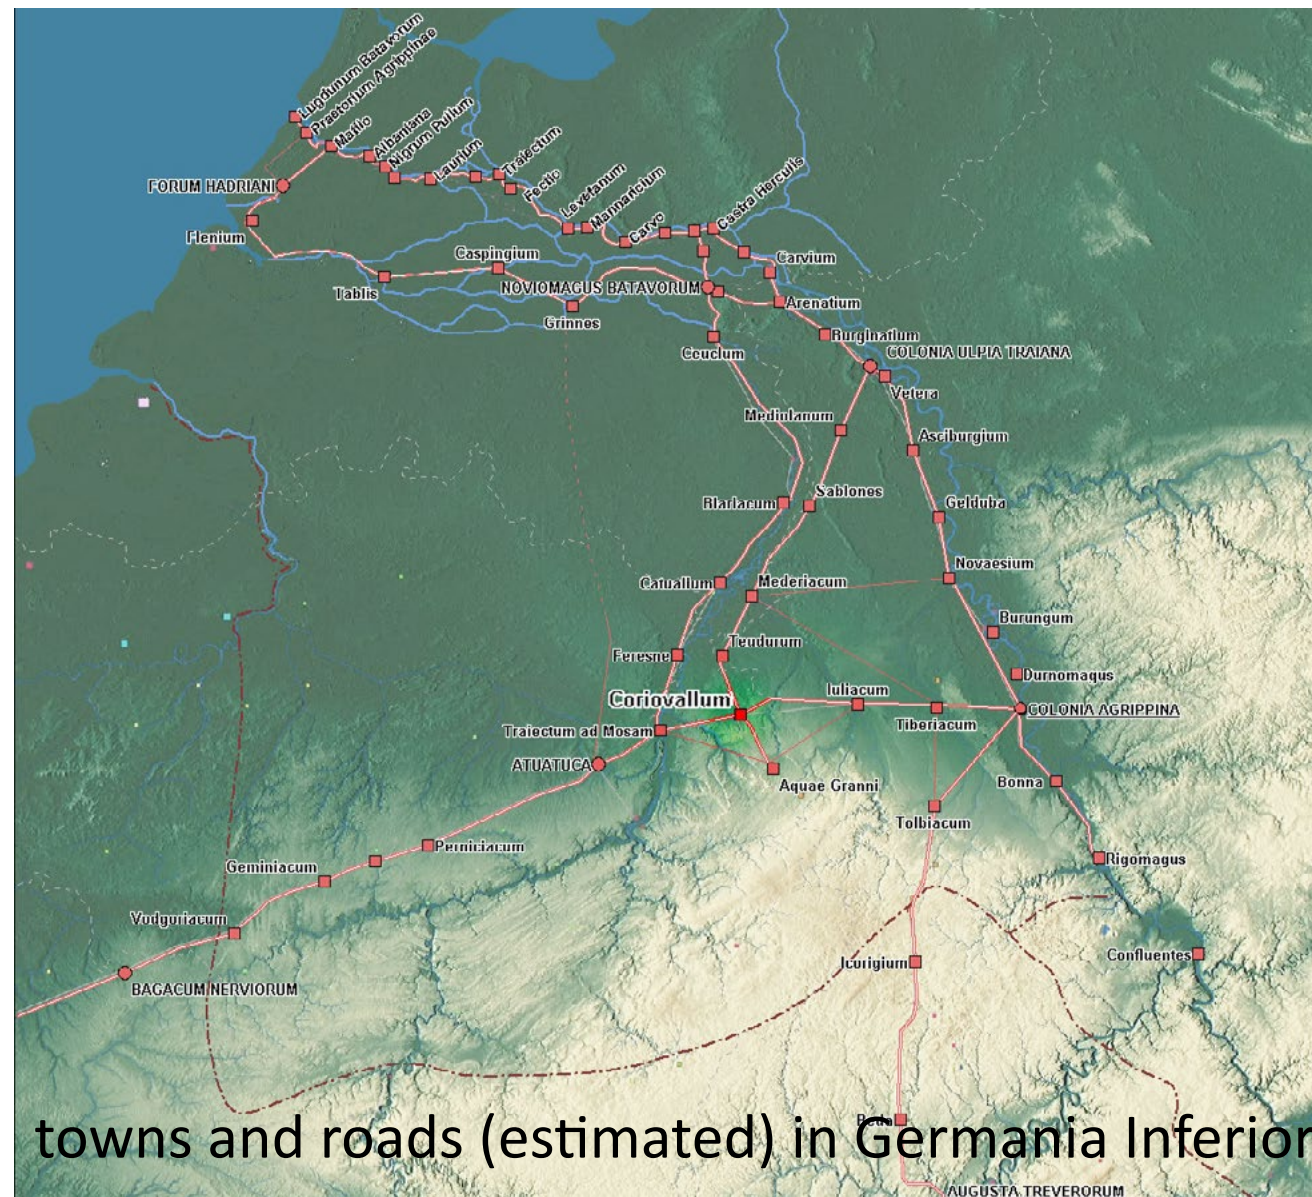 Lugdunum Batavorum
Praetorium Agrippinae
Matilo
Albaniana
Nigrum Pullum
Laurium
Traiectum
Fectio
Levefanum
Mannaricium
Carvo
Castra Herculis
FORUM HADRIANI
Flenium
Tablis
Caspingium
Grinnes
NOVIOMAGUS BATAVORUM
Carvium
Arenatium
Burginatium
COLONIA ULPIA TRAIANA
Ceuclum
Vetera
Mediolanum
Asciburgium
Sablones
Gelduba
Blariacum
Novaesium
Catuallum
Mederiacum
Burungum
Feresne
Teudurum
Durnomagus
Coriovallum
Iuliacum
Tiberiacum
COLONIA AGRIPPINA
Traiectum ad Mosam
ATUATUCA
Aquae Granni
Bonna
Tolbiacum
Perniciacum
Geminiacum
Rigomagus
Vodgoriacum
Icorigium
Confluentes
BAGACUM NERVIORUM
Beda
towns and roads (estimated) in Germania Inferior
AUGUSTA TREVERORUM